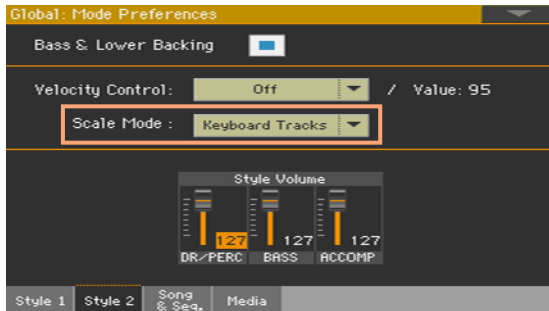 Global: Mode Preferences
Bass & Lower Backing
Velocity Control: Off / Value: 95
Scale Mode : Keyboard Tracks
Style Volume
127 127 127
DR/PERC BASS ACCOMP
Style 1 Style 2 Song & Seq. Media